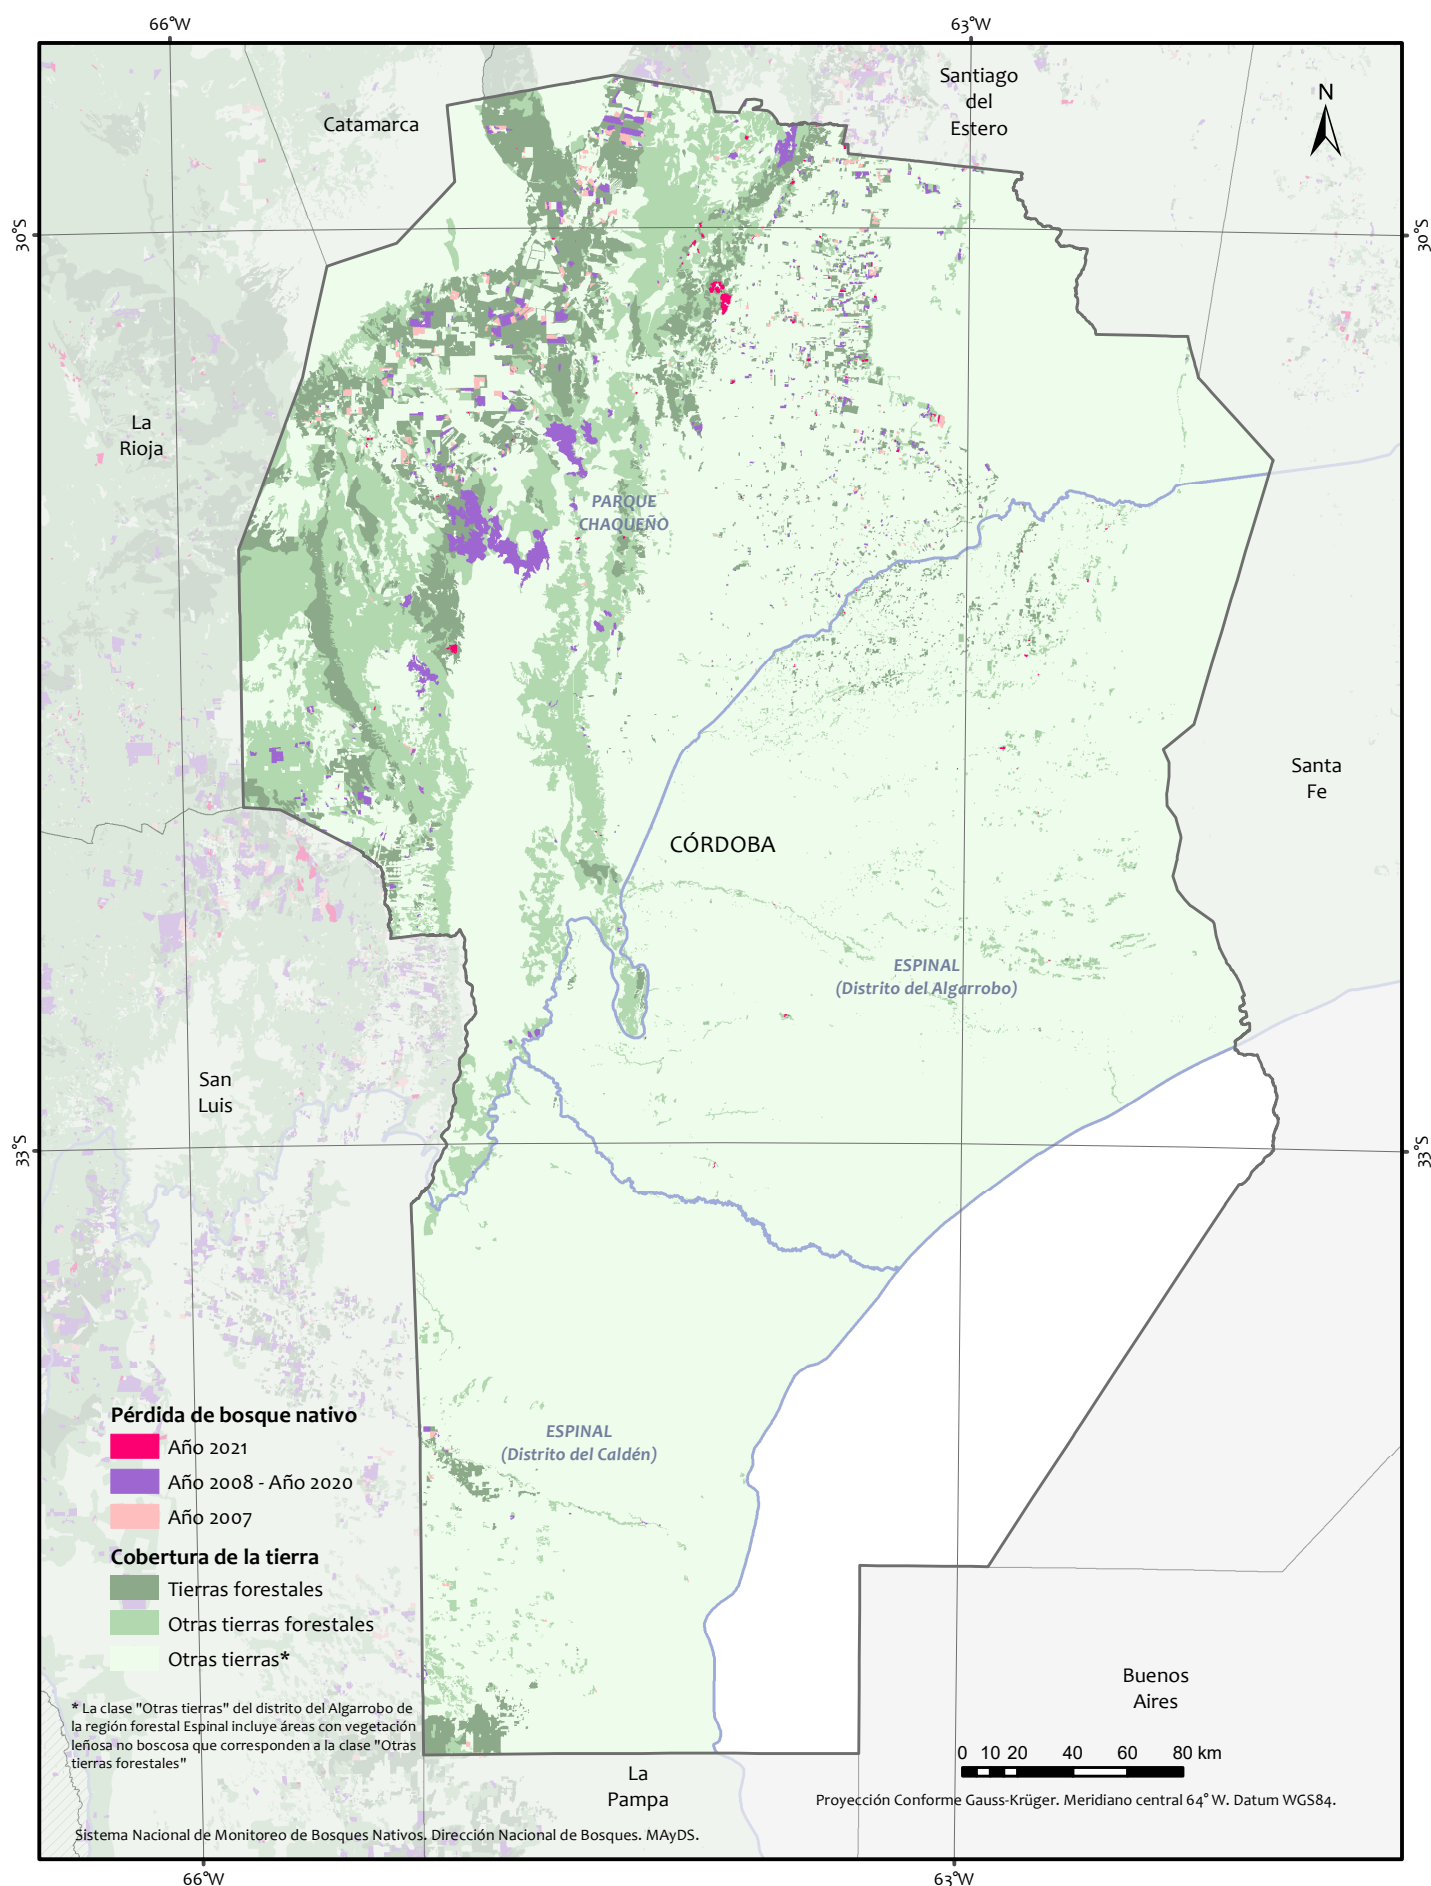 66°W
63°W
Santiago
del
Estero
N
Catamarca
30°S
30°S
La
Rioja
PARQUE
CHAQUEÑO
Santa
Fe
CÓRDOBA
ESPINAL
(Distrito del Algarrobo)
San
Luis
33°S
33°S
Pérdida de bosque nativo
Año 2021
Año 2008 - Año 2020
Año 2007
ESPINAL
(Distrito del Caldén)
Cobertura de la tierra
Tierras forestales
Otras tierras forestales
Otras tierras*
* La clase "Otras tierras" del distrito del Algarrobo de
la región forestal Espinal incluye áreas con vegetación
leñosa no boscosa que corresponden a la clase "Otras
tierras forestales"
Buenos
Aires
0 10 20 40 60 80 km
La
Pampa
Proyección Conforme Gauss-Krüger. Meridiano central 64° W. Datum WGS84.
Sistema Nacional de Monitoreo de Bosques Nativos. Dirección Nacional de Bosques. MAyDS.
66°W
63°W